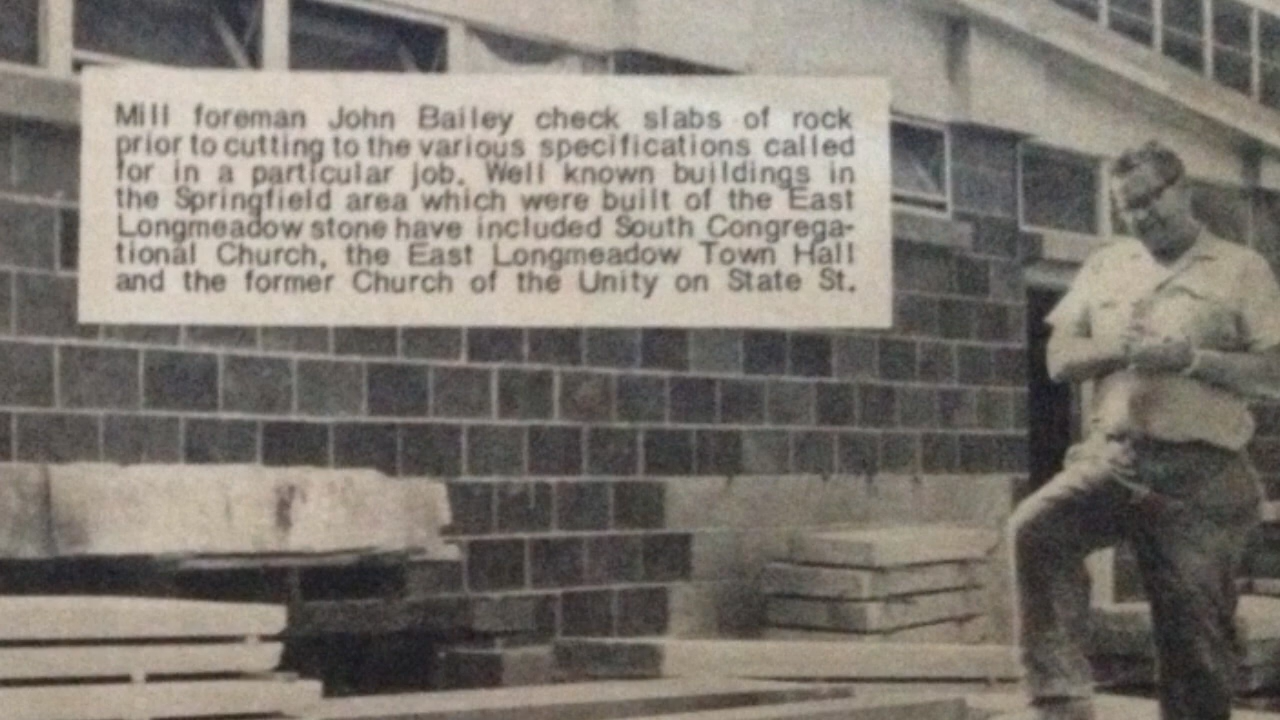 Mill foreman John Bailey check slabs of rock
prior to cutting to the various specifications called
for in a particular job. Well known buildings in
the Springfield area which were built of the East
Longmeadow stone have included South Congrega-
tional Church, the East Longmeadow Town Hall
and the former Church of the Unity on State St.